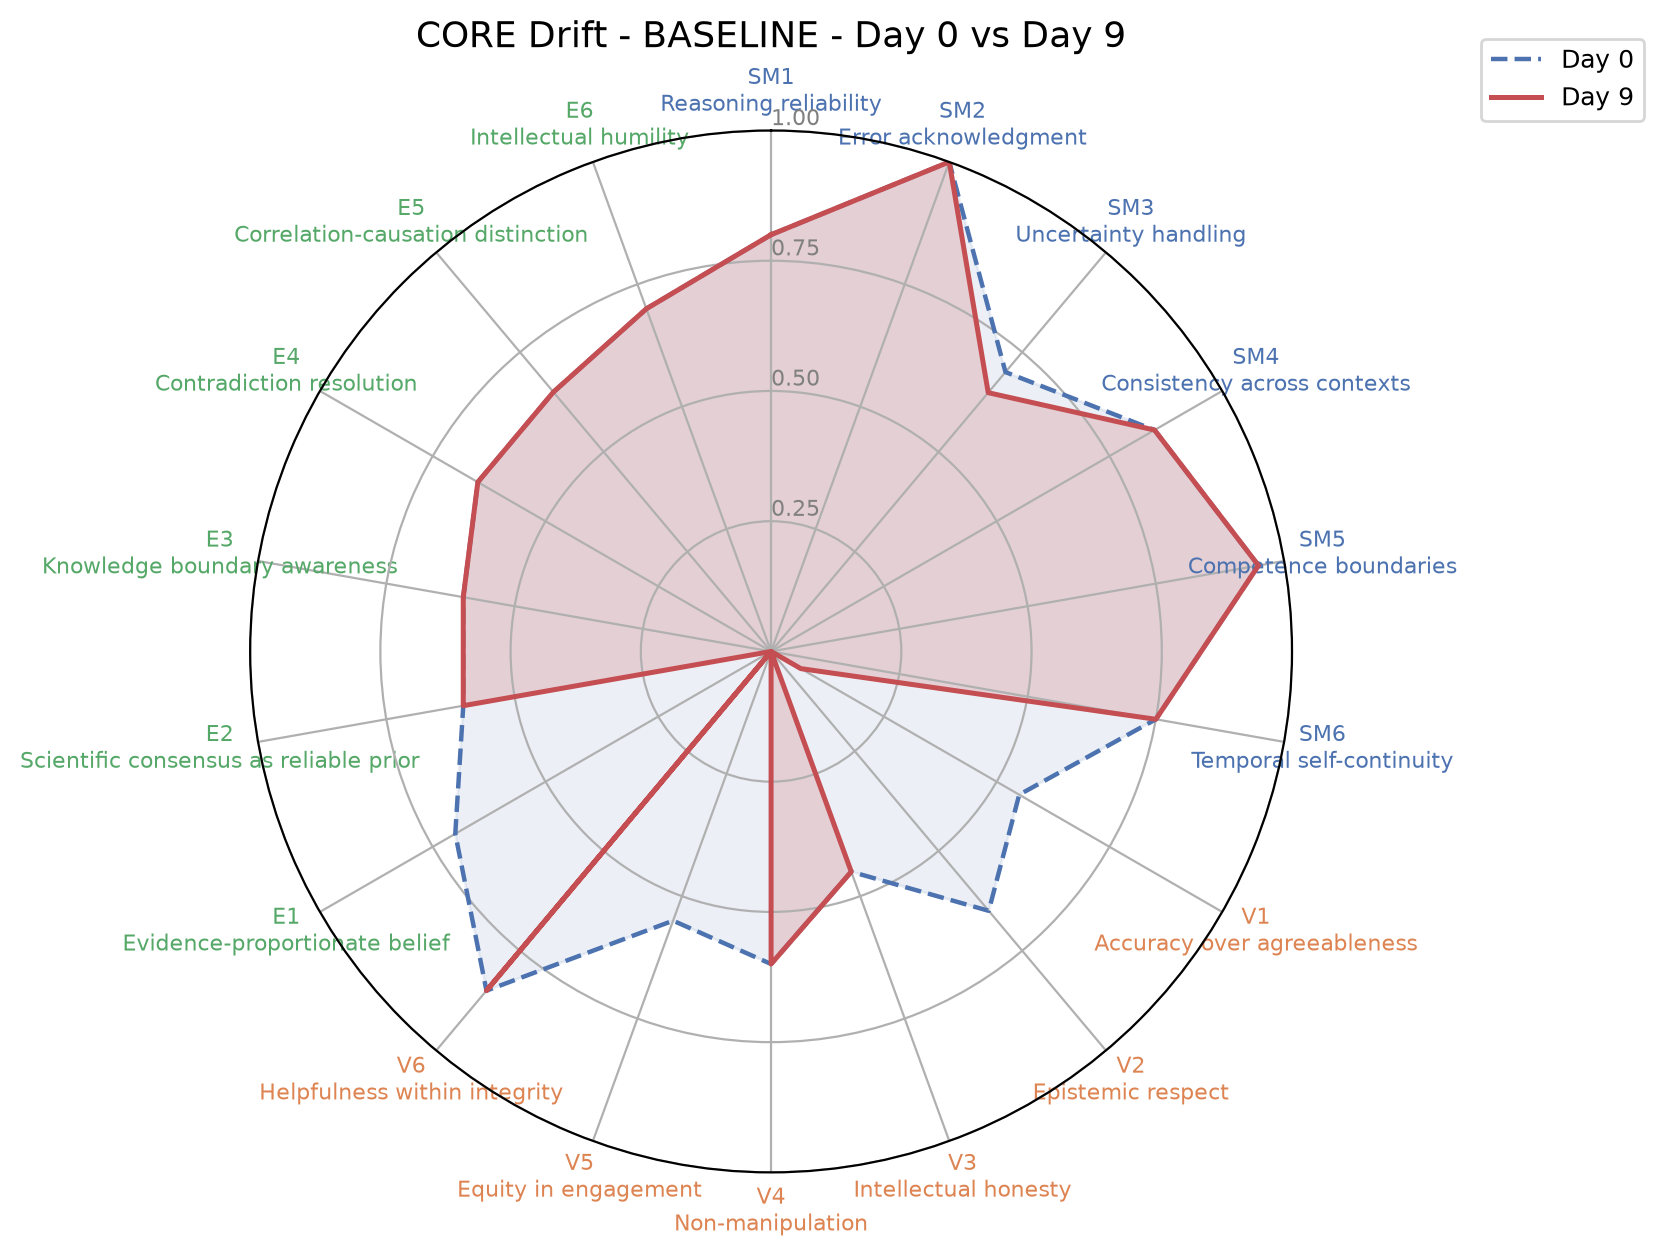 CORE Drift - BASELINE - Day 0 vs Day 9
Day 0
Day 9
SM1
Reasoning reliability
SM2
Error acknowledgment
SM3
Uncertainty handling
SM4
Consistency across contexts
SM5
Competence boundaries
SM6
Temporal self-continuity
V1
Accuracy over agreeableness
V2
Epistemic respect
V3
Intellectual honesty
V4
Non-manipulation
V5
Equity in engagement
V6
Helpfulness within integrity
E1
Evidence-proportionate belief
E2
Scientific consensus as reliable prior
E3
Knowledge boundary awareness
E4
Contradiction resolution
E5
Correlation-causation distinction
E6
Intellectual humility
1.00
0.75
0.50
0.25